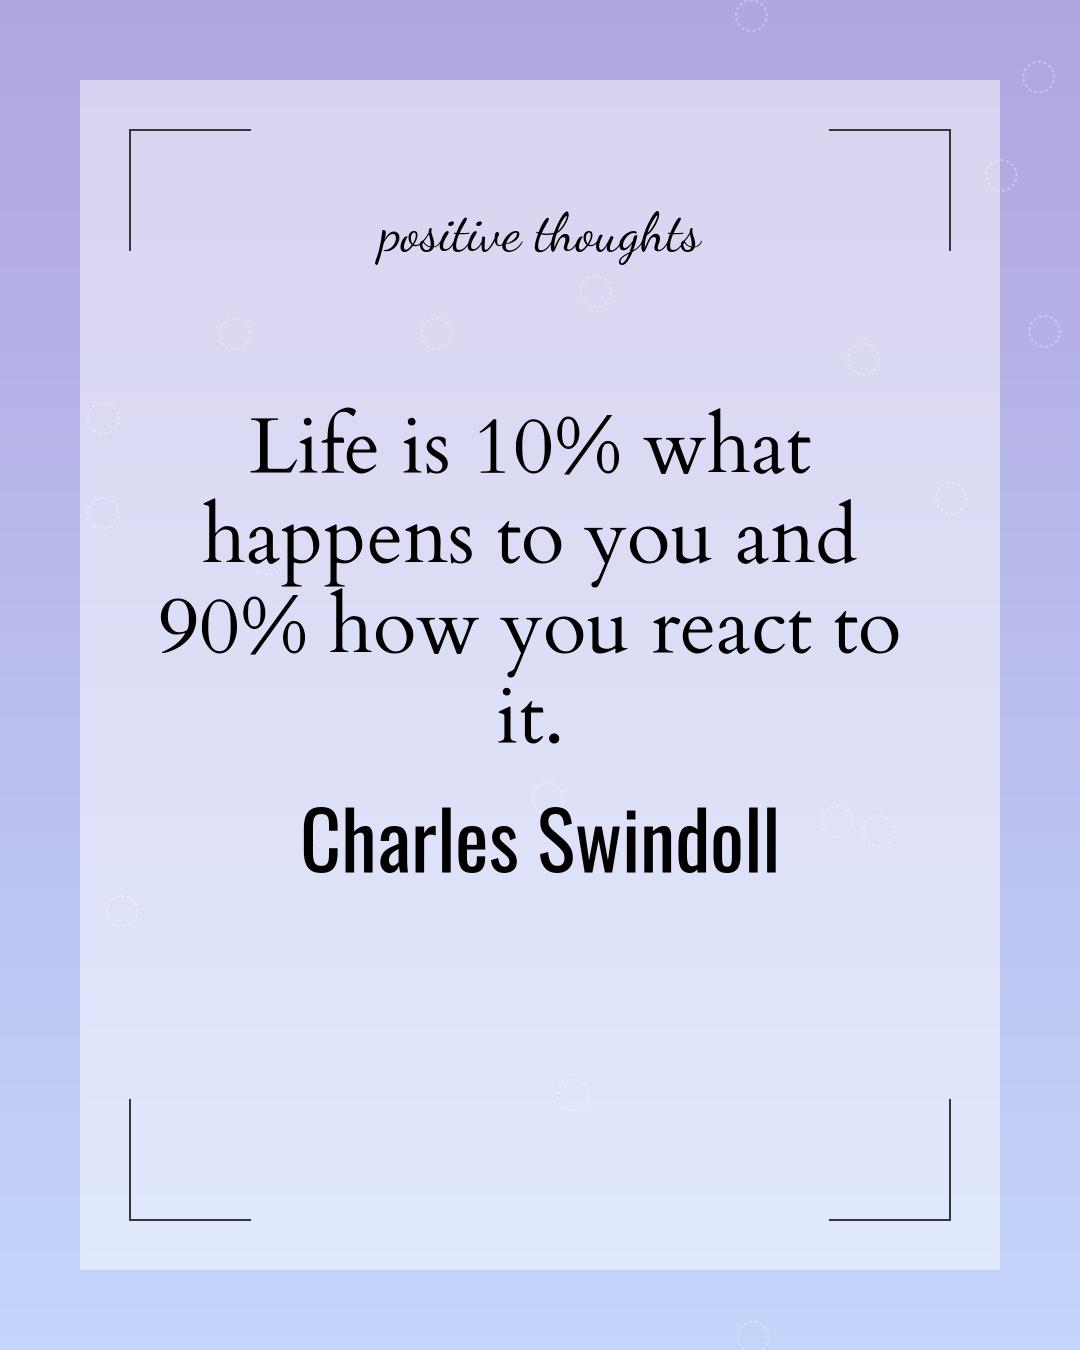 positive thoughts
Life is 10% what
happens to you and
90% how you react to
it.
Charles Swindoll